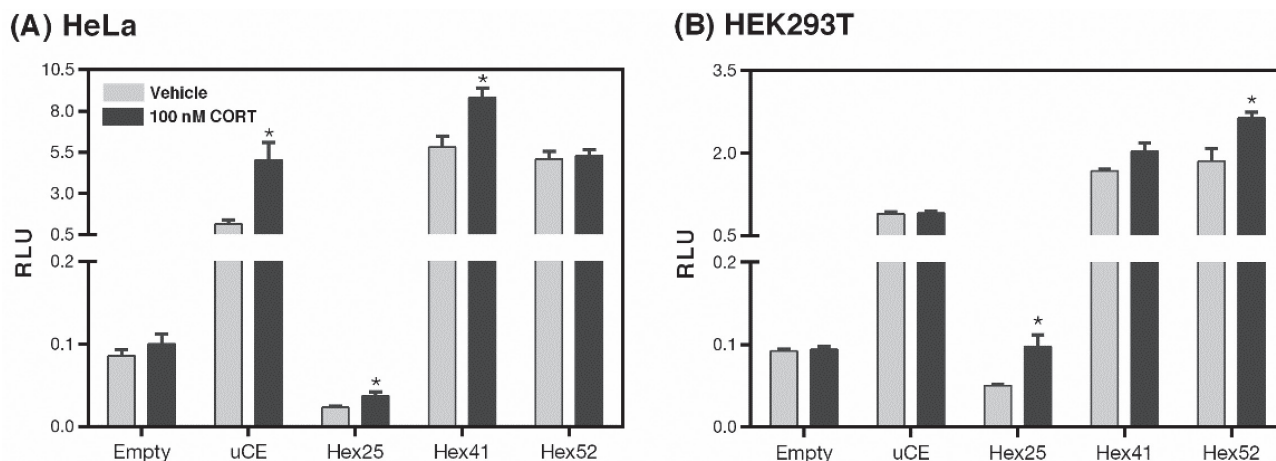 (A) HeLa
10.5
8.0
5.5
3.0
0.5
0.2
0.1
0.0
RLU
Vehicle
100 nM CORT
*
*
*
Empty uCE Hex25 Hex41 Hex52
(B) HEK293T
3.5
2.0
0.5
0.2
0.1
0.0
RLU
*
*
Empty uCE Hex25 Hex41 Hex52